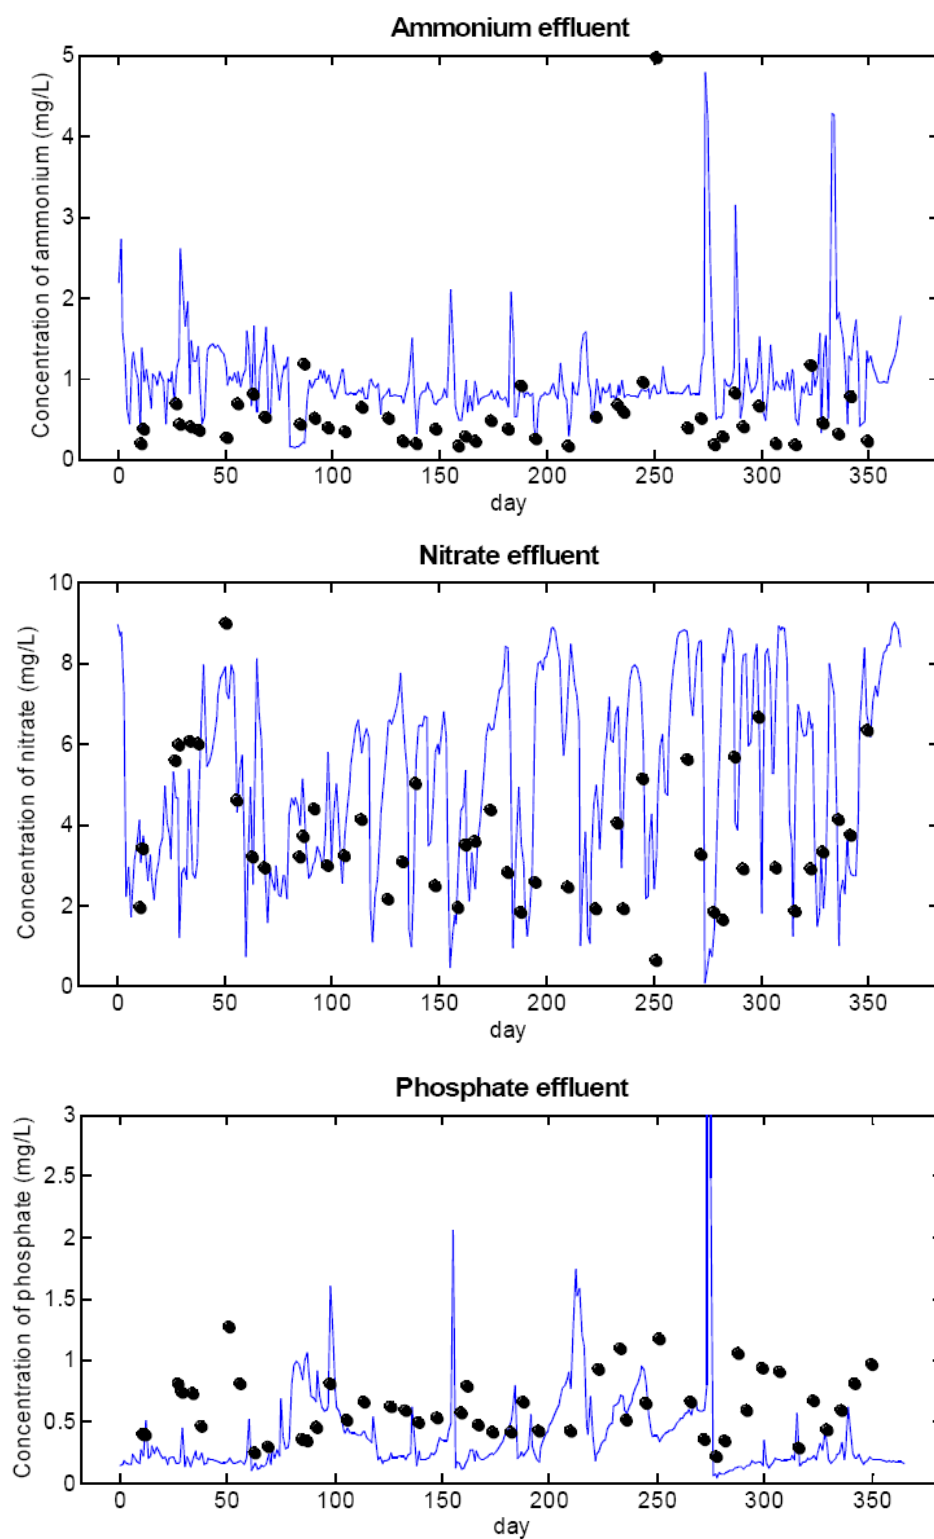 Ammonium effluent
Concentration of ammonium (mg/L)
5
4
3
2
1
0
0 50 100 150 200 250 300 350
day
Nitrate effluent
Concentration of nitrate (mg/L)
10
8
6
4
2
0
0 50 100 150 200 250 300 350
day
Phosphate effluent
Concentration of phosphate (mg/L)
3
2.5
2
1.5
1
0.5
0
0 50 100 150 200 250 300 350
day